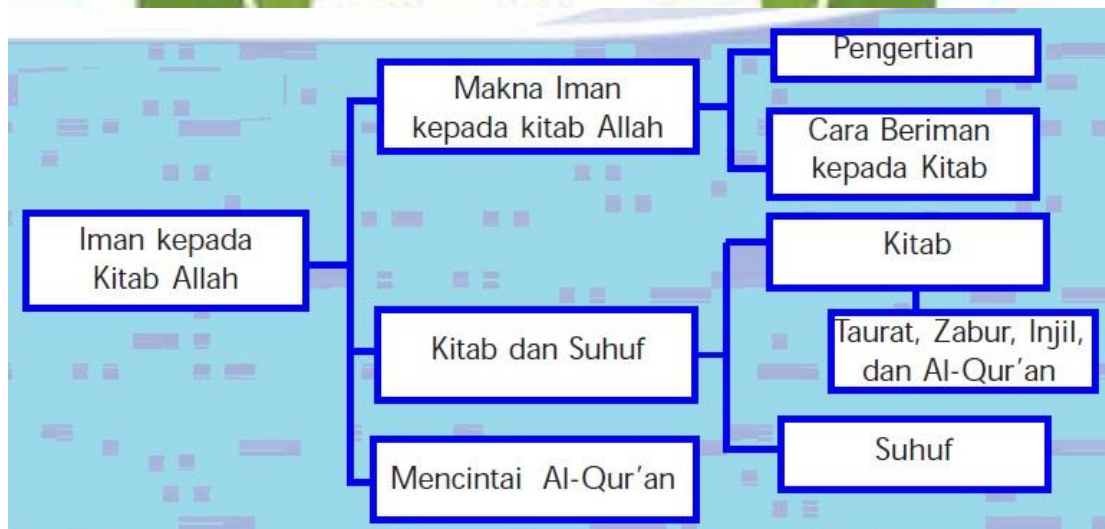 Iman kepada
Kitab Allah
Makna Iman
kepada kitab Allah
Pengertian
Cara Beriman
kepada Kitab
Kitab dan Suhuf
Kitab
Taurat, Zabur, Injil,
dan Al-Qur'an
Suhuf
Mencintai Al-Qur'an